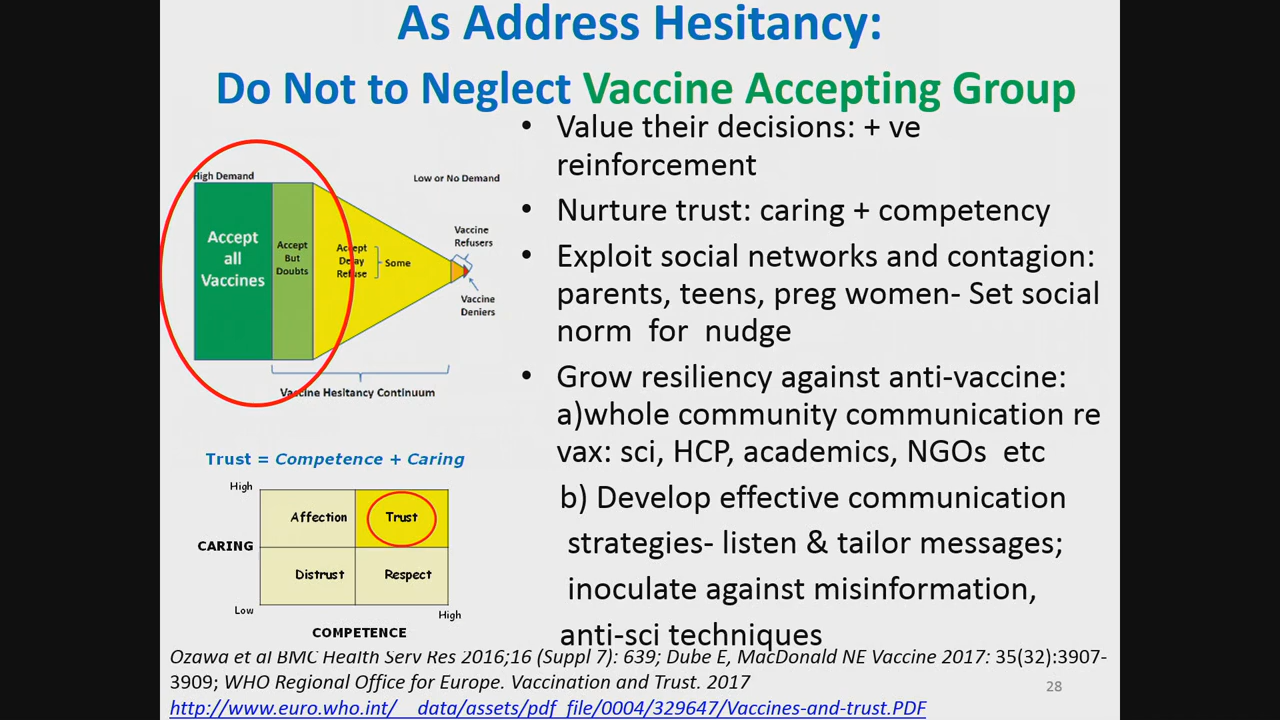 As Address Hesitancy:
Do Not to Neglect Vaccine Accepting Group
• Value their decisions: + ve
reinforcement
• Nurture trust: caring + competency
• Exploit social networks and contagion:
parents, teens, preg women- Set social
norm for nudge
• Grow resiliency against anti-vaccine:
a)whole community communication re
vax: sci, HCP, academics, NGOs etc
b) Develop effective communication
strategies- listen & tailor messages;
inoculate against misinformation,
anti-sci techniques
High Demand
Low or No Demand
Accept
all
Vaccines
Accept
But
Doubts
Accept
Delay
Refuse
Some
Vaccine
Refusers
Vaccine
Deniers
Vaccine Hesitancy Continuum
Trust = Competence + Caring
High
CARING
Low
Affection
Trust
Distrust
Respect
High
COMPETENCE
Ozawa et al BMC Health Serv Res 2016;16 (Suppl 7): 639; Dube E, MacDonald NE Vaccine 2017: 35(32):3907-
3909; WHO Regional Office for Europe. Vaccination and Trust. 2017
28
http://www.euro.who.int/__data/assets/pdf_file/0004/329647/Vaccines-and-trust.PDF